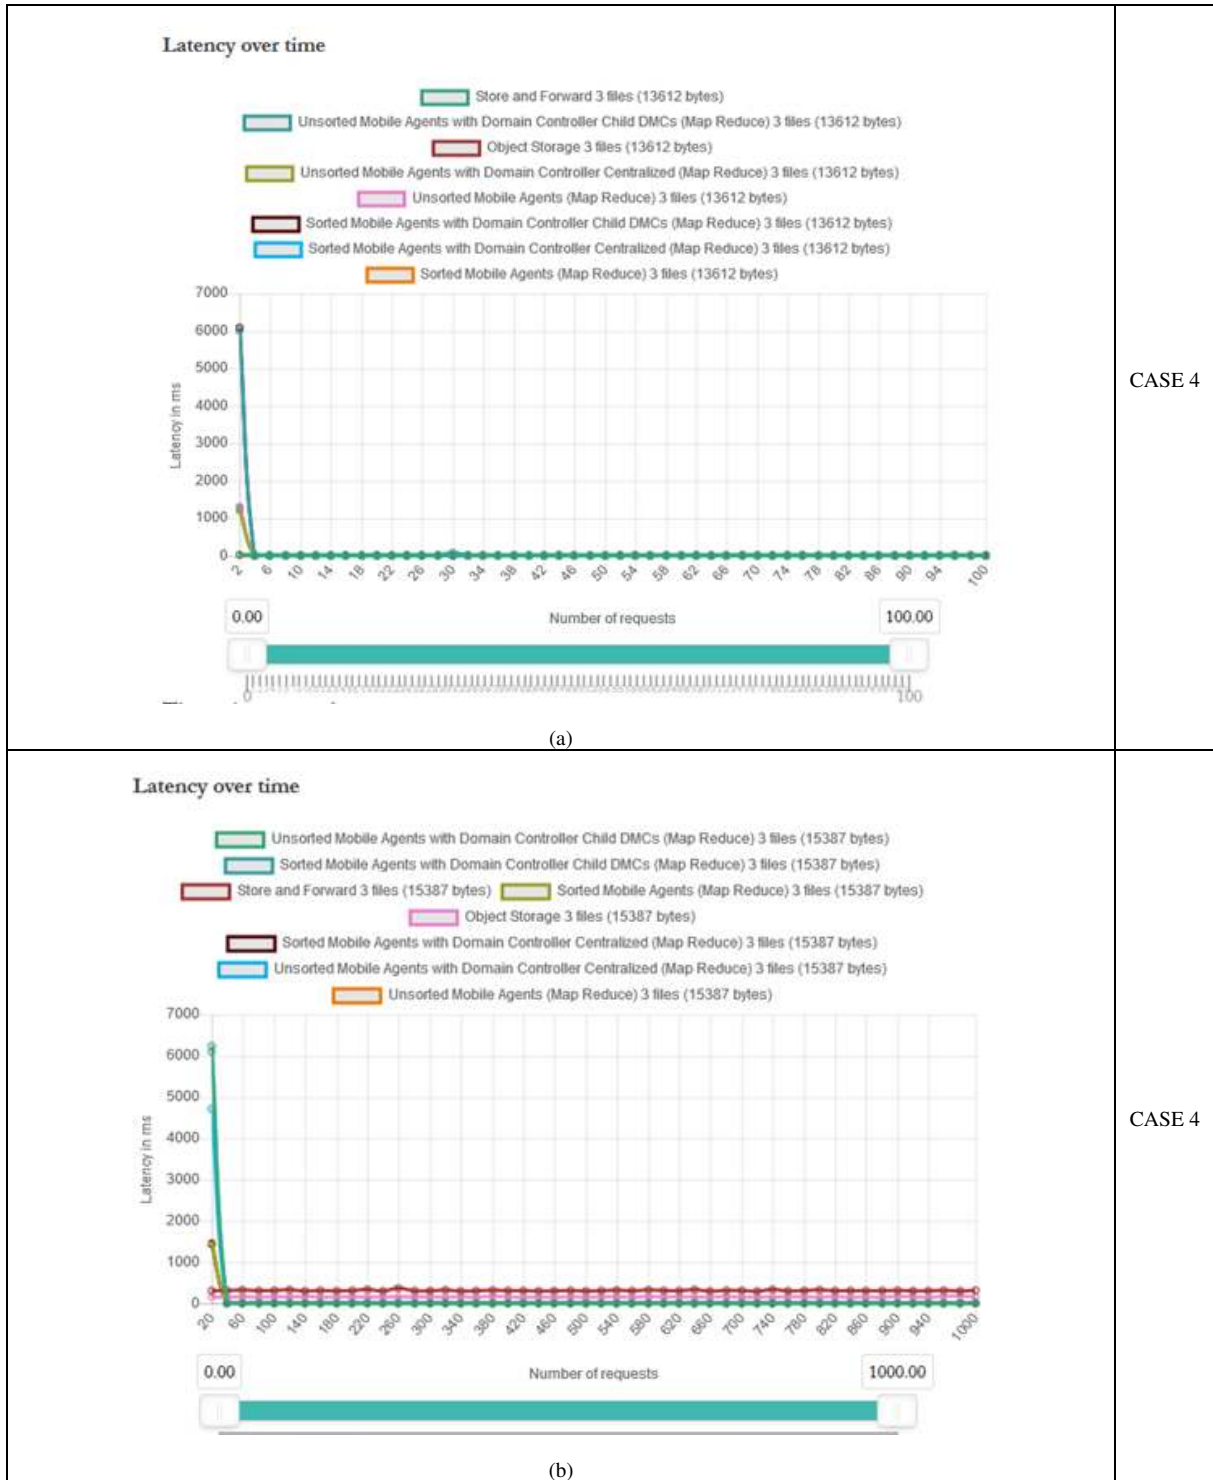 Latency over time
Store and Forward 3 files (13612 bytes)
Unsorted Mobile Agents with Domain Controller Child DMCs (Map Reduce) 3 files (13612 bytes)
Object Storage 3 files (13612 bytes)
Unsorted Mobile Agents with Domain Controller Centralized (Map Reduce) 3 files (13612 bytes)
Unsorted Mobile Agents (Map Reduce) 3 files (13612 bytes)
Sorted Mobile Agents with Domain Controller Child DMCs (Map Reduce) 3 files (13612 bytes)
Sorted Mobile Agents with Domain Controller Centralized (Map Reduce) 3 files (13612 bytes)
Sorted Mobile Agents (Map Reduce) 3 files (13612 bytes)
7000
6000
5000
4000
3000
2000
1000
0
Latency in ms
2 6 10 14 18 22 26 30 34 38 42 46 50 54 58 62 66 70 74 78 82 86 90 94 100
0.00 Number of requests 100.00
0 100
(a)
CASE 4
Latency over time
Unsorted Mobile Agents with Domain Controller Child DMCs (Map Reduce) 3 files (15387 bytes)
Sorted Mobile Agents with Domain Controller Child DMCs (Map Reduce) 3 files (15387 bytes)
Store and Forward 3 files (15387 bytes) Sorted Mobile Agents (Map Reduce) 3 files (15387 bytes)
Object Storage 3 files (15387 bytes)
Sorted Mobile Agents with Domain Controller Centralized (Map Reduce) 3 files (15387 bytes)
Unsorted Mobile Agents with Domain Controller Centralized (Map Reduce) 3 files (15387 bytes)
Unsorted Mobile Agents (Map Reduce) 3 files (15387 bytes)
7000
6000
5000
4000
3000
2000
1000
0
Latency in ms
20 60 100 140 180 220 260 300 340 380 420 460 500 540 580 620 660 700 740 780 820 860 900 940 1000
0.00 Number of requests 1000.00
(b)
CASE 4